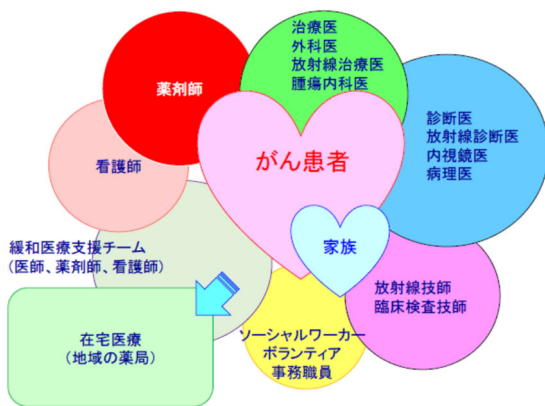 治療医
外科医
放射線治療医
腫瘍内科医
薬剤師
診断医
放射線診断医
内視鏡医
病理医
がん患者
看護師
家族
緩和医療支援チーム
（医師、薬剤師、看護師）
放射線技師
臨床検査技師
在宅医療
（地域の薬局）
ソーシャルワーカー
ボランティア
事務職員